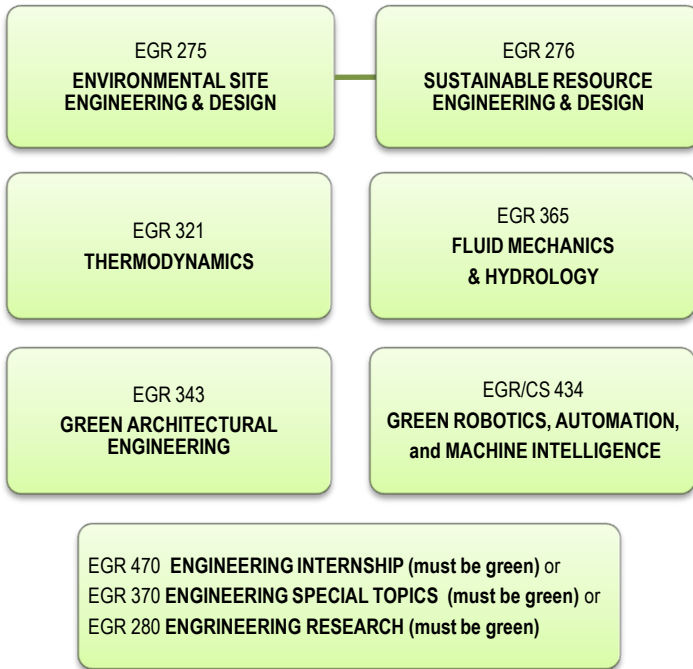 EGR 275
ENVIRONMENTAL SITE
ENGINEERING & DESIGN
EGR 276
SUSTAINABLE RESOURCE
ENGINEERING & DESIGN
EGR 321
THERMODYNAMICS
EGR 365
FLUID MECHANICS
& HYDROLOGY
EGR 343
GREEN ARCHITECTURAL
ENGINEERING
EGR/CS 434
GREEN ROBOTICS, AUTOMATION,
and MACHINE INTELLIGENCE
EGR 470 ENGINEERING INTERNSHIP (must be green) or
EGR 370 ENGINEERING SPECIAL TOPICS (must be green) or
EGR 280 ENGRINEERING RESEARCH (must be green)